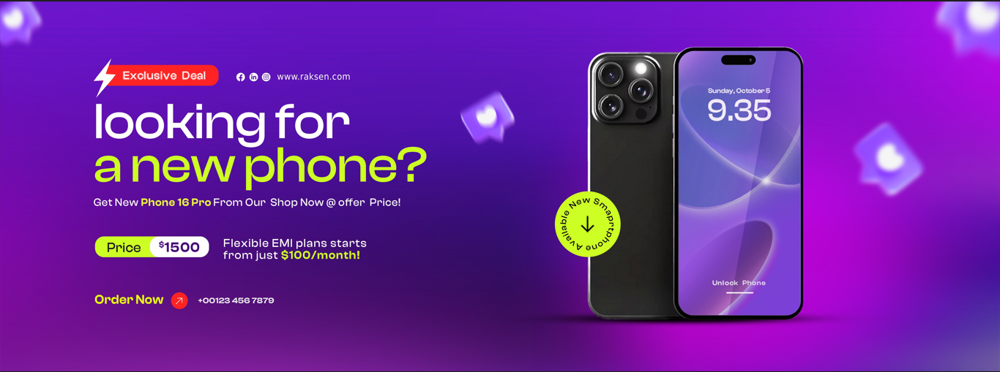 Exclusive Deal
www.raksen.com
looking for
a new phone?
Get New Phone 16 Pro From Our Shop Now @ offer Price!
Price $1500
Flexible EMI plans starts
from just $100/month!
Order Now
+00123 456 7879
Sunday, October 5
9.35
Unlock Phone
New Smaprtphone Available